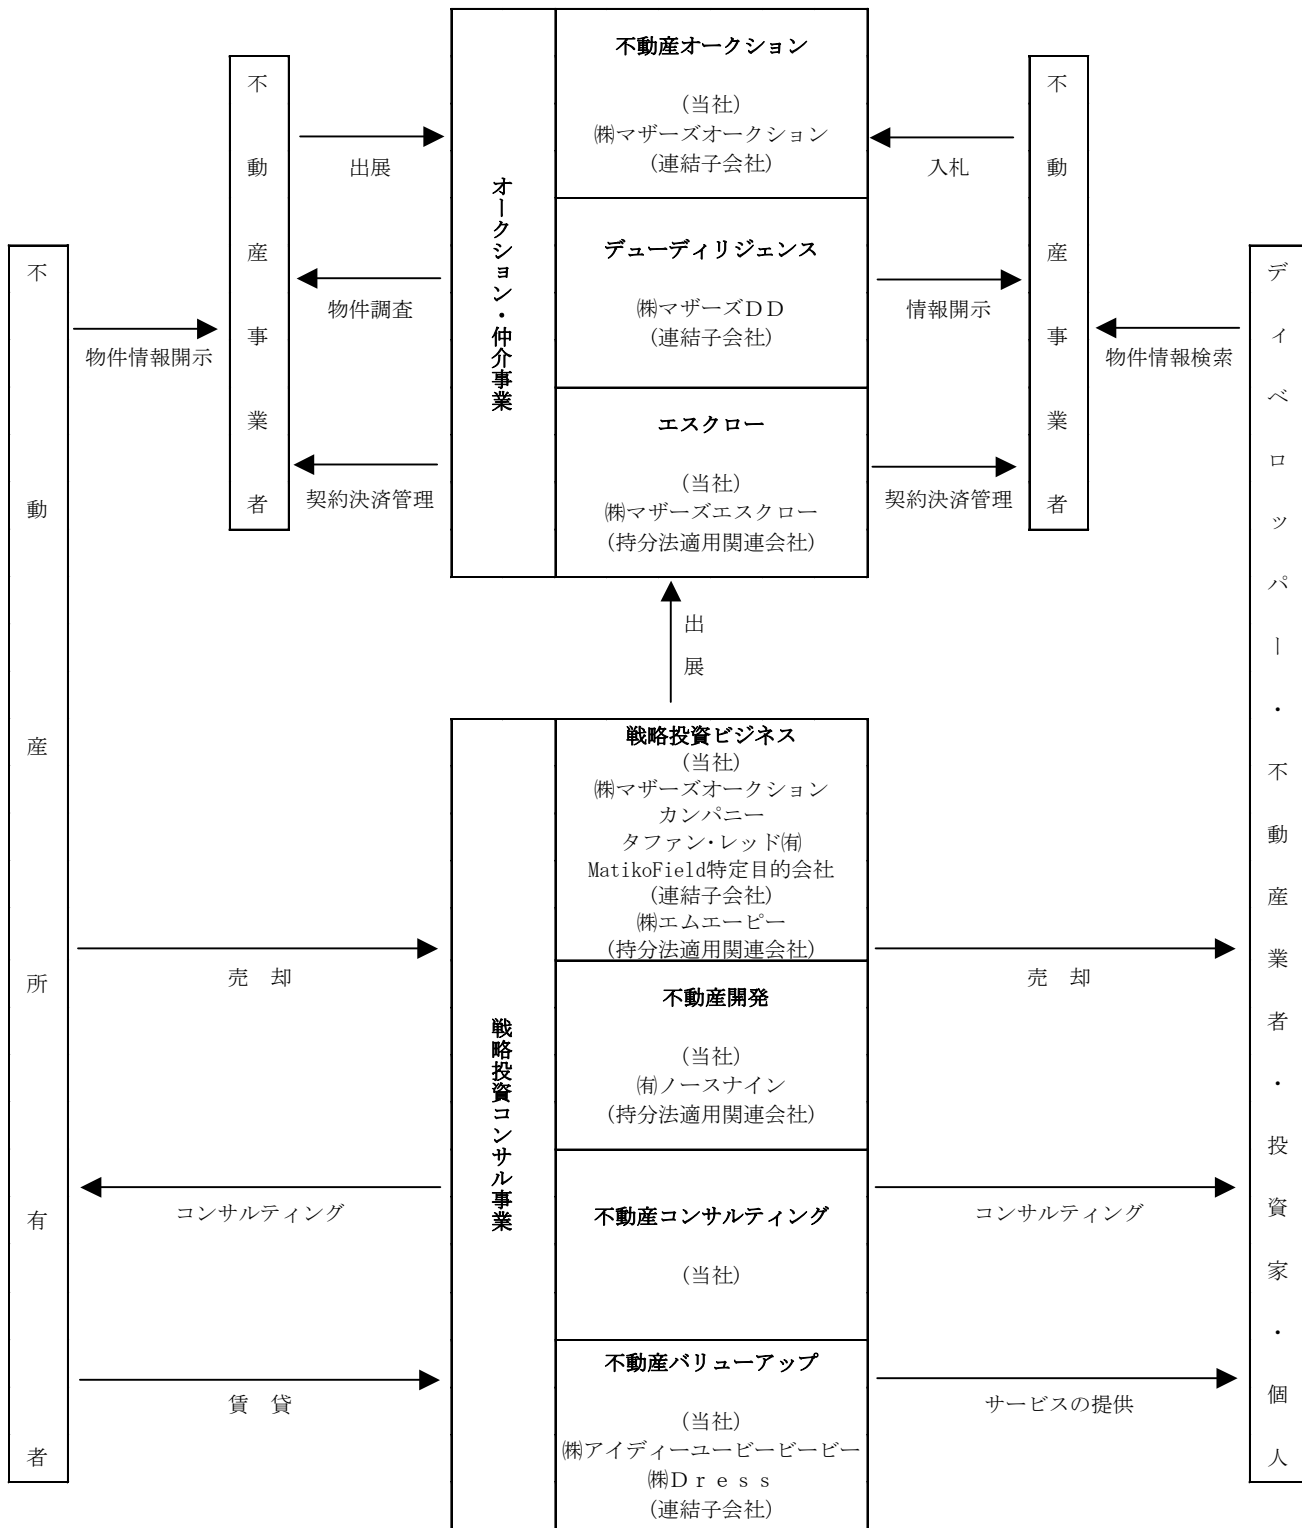 不動産所有者
物件情報開示
不動産事業者
出展
物件調査
契約決済管理
オークション・仲介事業
不動産オークション
(当社)
㈱マザーズオークション
(連結子会社)
デューディリジェンス
㈱マザーズＤＤ
(連結子会社)
エスクロー
(当社)
㈱マザーズエスクロー
(持分法適用関連会社)
入札
情報開示
契約決済管理
不動産事業者
物件情報検索
ディベロッパー・不動産業者・投資家・個人
出展
売　却
コンサルティング
賃　貸
戦略投資コンサル事業
戦略投資ビジネス
(当社)
㈱マザーズオークション
カンパニー
タファン・レッド㈲
MatikoField特定目的会社
(連結子会社)
㈱エムエーピー
(持分法適用関連会社)
不動産開発
(当社)
㈲ノースナイン
(持分法適用関連会社)
不動産コンサルティング
(当社)
不動産バリューアップ
(当社)
㈱アイディーユービービービー
㈱Ｄｒｅｓｓ
(連結子会社)
売　却
コンサルティング
サービスの提供